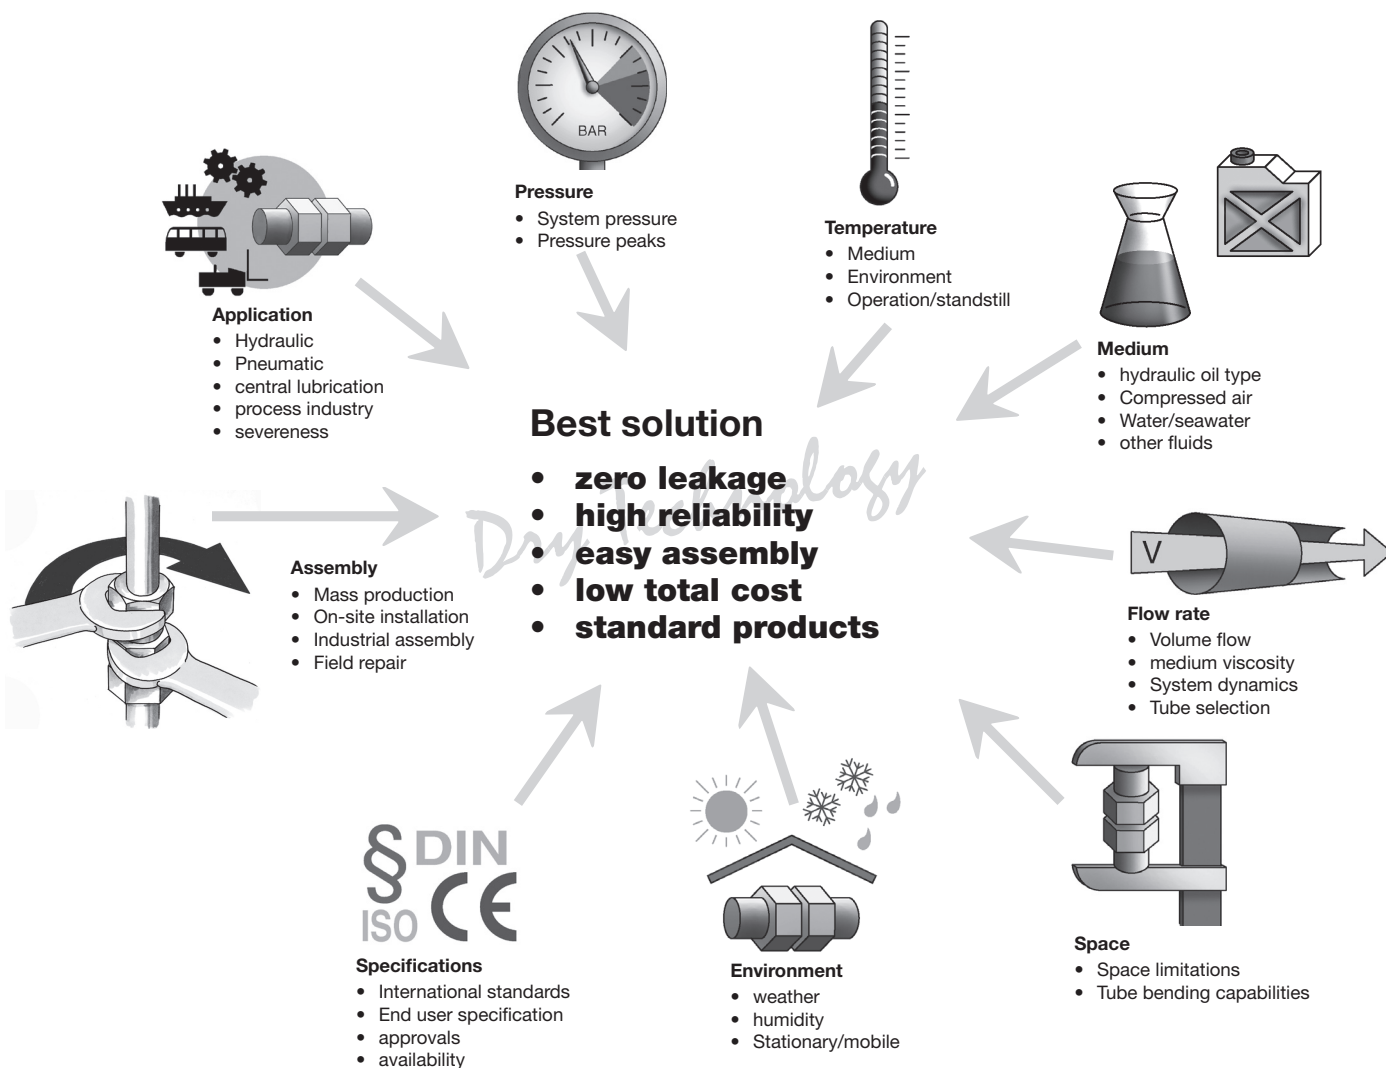 BAR
Pressure
• System pressure
• Pressure peaks
Temperature
• Medium
• Environment
• Operation/standstill
Application
• Hydraulic
• Pneumatic
• central lubrication
• process industry
• severeness
Medium
• hydraulic oil type
• Compressed air
• Water/seawater
• other fluids
Best solution
• zero leakage
• high reliability
• easy assembly
• low total cost
• standard products
Dry Technology
Assembly
• Mass production
• On-site installation
• Industrial assembly
• Field repair
V
Flow rate
• Volume flow
• medium viscosity
• System dynamics
• Tube selection
§ DIN
ISO CE
Specifications
• International standards
• End user specification
• approvals
• availability
Environment
• weather
• humidity
• Stationary/mobile
Space
• Space limitations
• Tube bending capabilities